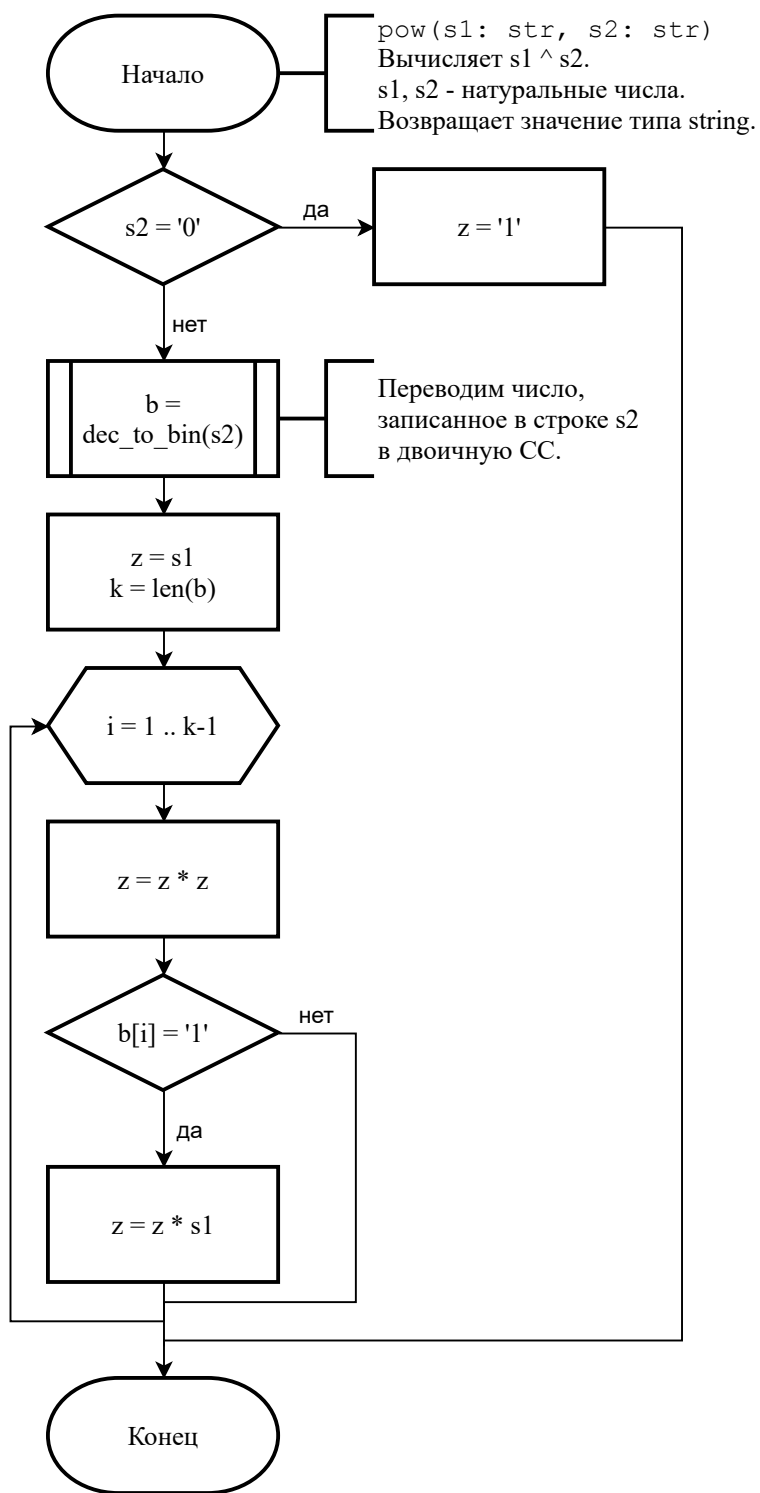 Начало
pow(s1: str, s2: str)
Вычисляет s1 ^ s2.
s1, s2 - натуральные числа.
Возвращает значение типа string.
s2 = '0'
да
z = '1'
нет
b =
dec_to_bin(s2)
Переводим число,
записанное в строке s2
в двоичную СС.
z = s1
k = len(b)
i = 1 .. k-1
z = z * z
b[i] = '1'
нет
да
z = z * s1
Конец